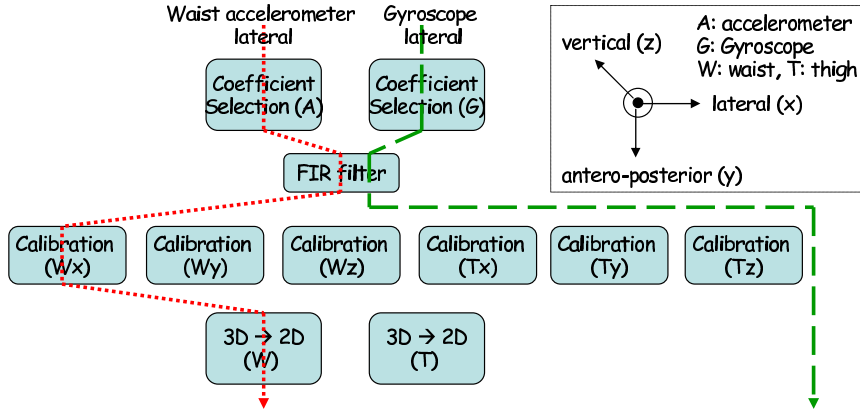 Waist accelerometer
lateral
Gyroscope
lateral
Coefficient
Selection (A)
Coefficient
Selection (G)
FIR filter
Calibration
(Wx)
Calibration
(Wy)
Calibration
(Wz)
Calibration
(Tx)
Calibration
(Ty)
Calibration
(Tz)
3D → 2D
(W)
3D → 2D
(T)
A: accelerometer
G: Gyroscope
W: waist, T: thigh
vertical (z)
lateral (x)
antero-posterior (y)